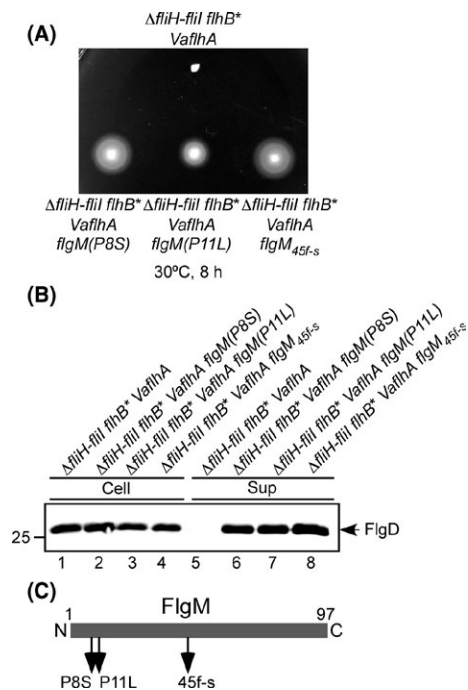 (A)
ΔfliH-fliI flhB*
VaflhA
ΔfliH-fliI flhB* ΔfliH-fliI flhB* ΔfliH-fliI flhB*
VaflhA VaflhA VaflhA
flgM(P8S) flgM(P11L) flgM45f-s
30ºC, 8 h
(B)
ΔfliH-fliI flhB* VaflhA
ΔfliH-fliI flhB* VaflhA flgM(P8S)
ΔfliH-fliI flhB* VaflhA flgM(P11L)
ΔfliH-fliI flhB* VaflhA flgM45f-s
ΔfliH-fliI flhB* VaflhA
ΔfliH-fliI flhB* VaflhA flgM(P8S)
ΔfliH-fliI flhB* VaflhA flgM(P11L)
ΔfliH-fliI flhB* VaflhA flgM45f-s
Cell Sup
25 FlgD
1 2 3 4 5 6 7 8
(C)
1 FlgM 97
N C
P8S P11L 45f-s